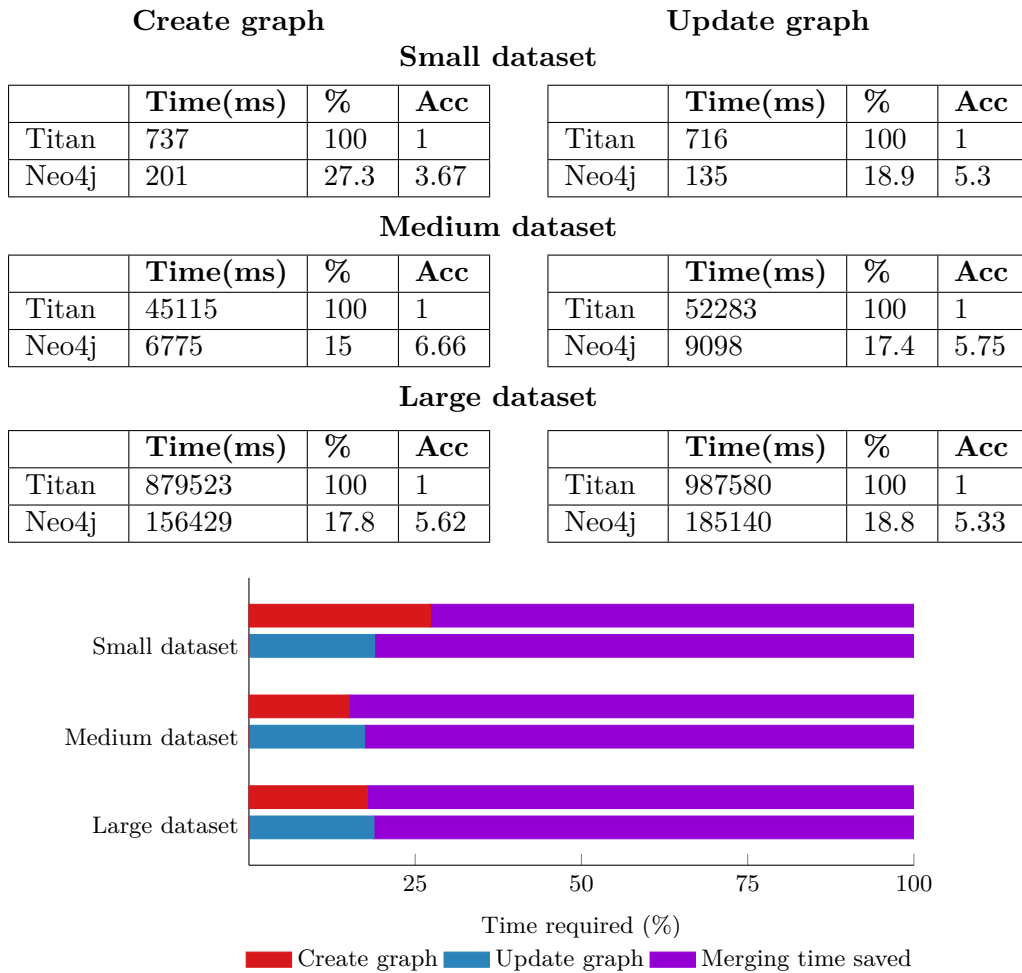 Create graph Update graph
Small dataset
Time(ms) % Acc Time(ms) % Acc
Titan 737 100 1 Titan 716 100 1
Neo4j 201 27.3 3.67 Neo4j 135 18.9 5.3
Medium dataset
Time(ms) % Acc Time(ms) % Acc
Titan 45115 100 1 Titan 52283 100 1
Neo4j 6775 15 6.66 Neo4j 9098 17.4 5.75
Large dataset
Time(ms) % Acc Time(ms) % Acc
Titan 879523 100 1 Titan 987580 100 1
Neo4j 156429 17.8 5.62 Neo4j 185140 18.8 5.33
Small dataset
Medium dataset
Large dataset
25 50 75 100
Time required (%)
Create graph Update graph Merging time saved